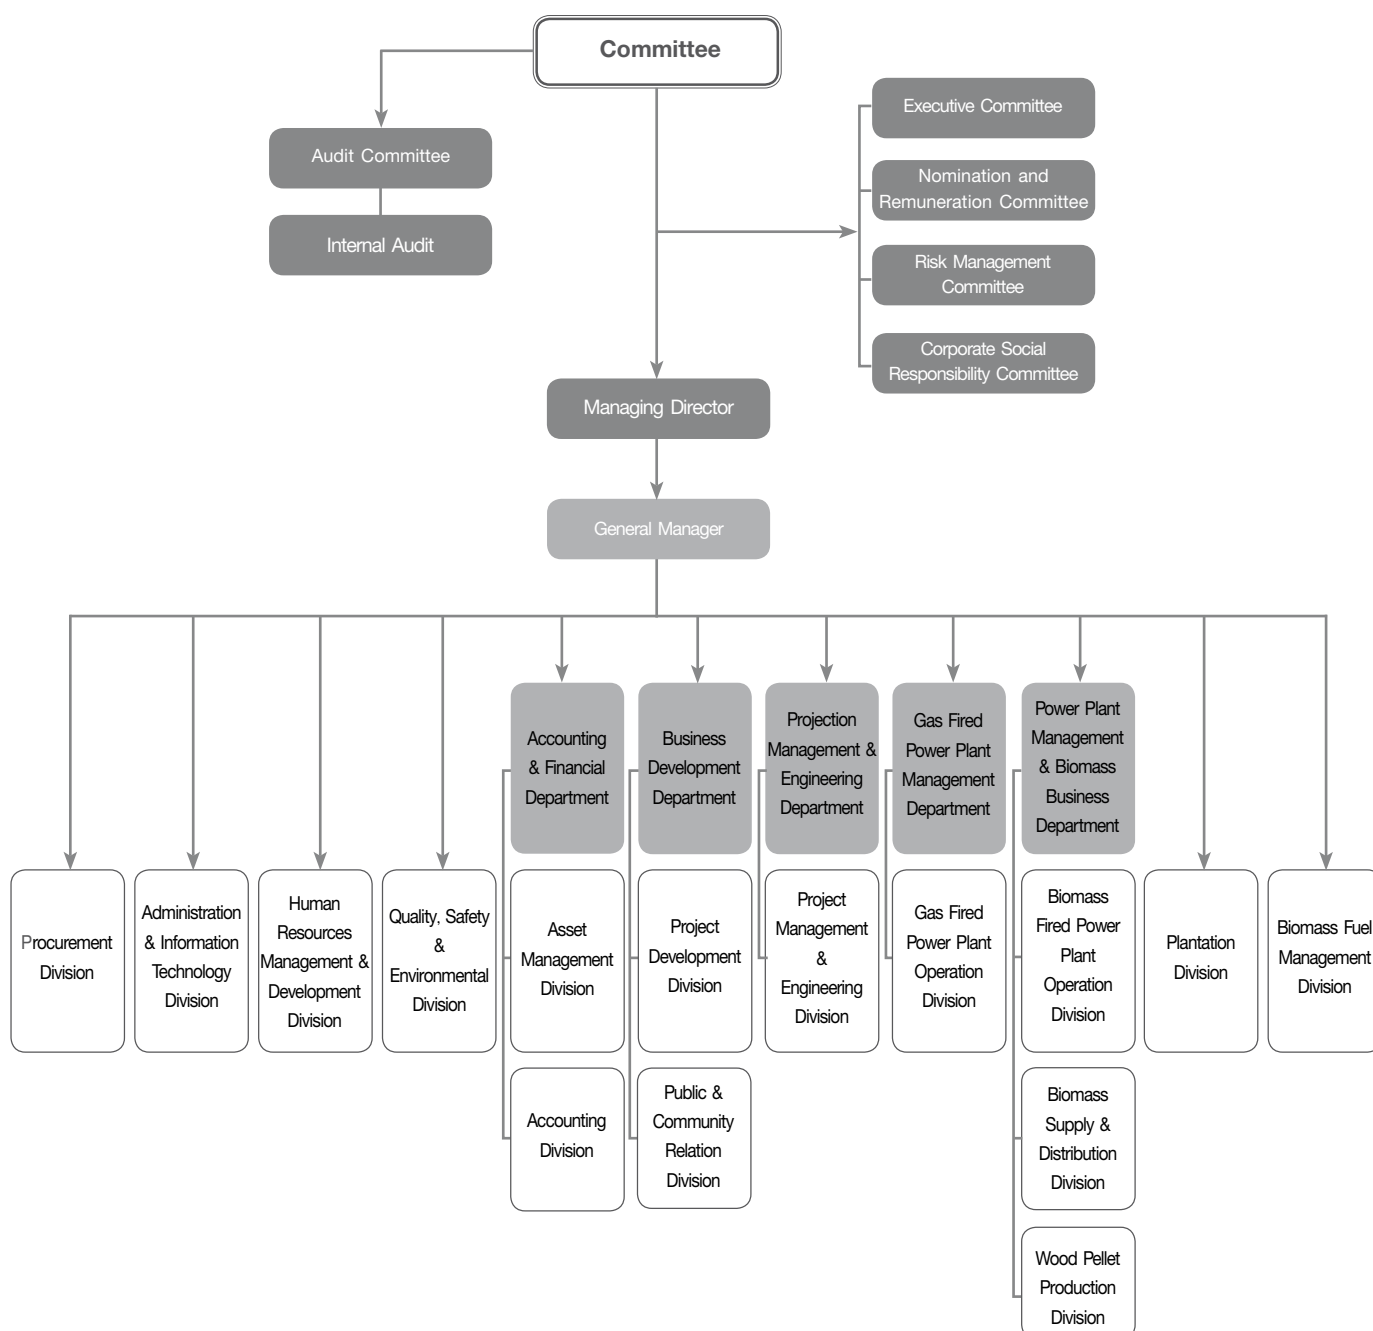 Committee
Executive Committee
Audit Committee
Nomination and
Remuneration Committee
Internal Audit
Risk Management
Committee
Corporate Social
Responsibility Committee
Managing Director
General Manager
Accounting
& Financial
Department
Business
Development
Department
Projection
Management &
Engineering
Department
Gas Fired
Power Plant
Management
Department
Power Plant
Management
& Biomass
Business
Department
Procurement
Division
Administration
& Information
Technology
Division
Human
Resources
Management &
Development
Division
Quality, Safety
&
Environmental
Division
Asset
Management
Division
Project
Development
Division
Project
Management
&
Engineering
Division
Gas Fired
Power Plant
Operation
Division
Biomass
Fired Power
Plant
Operation
Division
Plantation
Division
Biomass Fuel
Management
Division
Accounting
Division
Public &
Community
Relation
Division
Biomass
Supply &
Distribution
Division
Wood Pellet
Production
Division